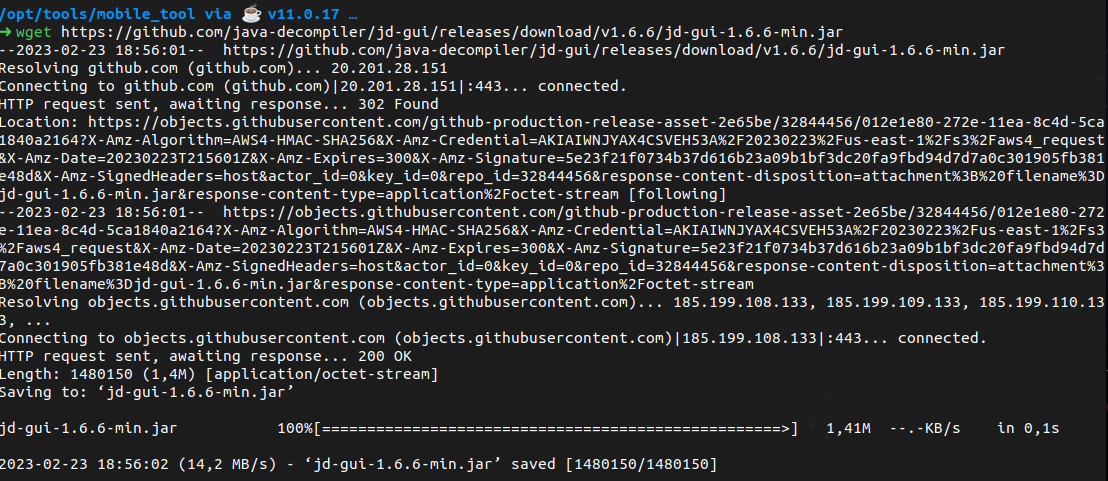 /opt/tools/mobile_tool via ☕ v11.0.17 …
➜ wget https://github.com/java-decompiler/jd-gui/releases/download/v1.6.6/jd-gui-1.6.6-min.jar
--2023-02-23 18:56:01--  https://github.com/java-decompiler/jd-gui/releases/download/v1.6.6/jd-gui-1.6.6-min.jar
Resolving github.com (github.com)... 20.201.28.151
Connecting to github.com (github.com)|20.201.28.151|:443... connected.
HTTP request sent, awaiting response... 302 Found
Location: https://objects.githubusercontent.com/github-production-release-asset-2e65be/32844456/012e1e80-272e-11ea-8c4d-5ca
1840a2164?X-Amz-Algorithm=AWS4-HMAC-SHA256&X-Amz-Credential=AKIAIWNJYAX4CSVEH53A%2F20230223%2Fus-east-1%2Fs3%2Faws4_request
&X-Amz-Date=20230223T215601Z&X-Amz-Expires=300&X-Amz-Signature=5e23f21f0734b37d616b23a09b1bf3dc20fa9fbd94d7d7a0c301905fb381
e48d&X-Amz-SignedHeaders=host&actor_id=0&key_id=0&repo_id=32844456&response-content-disposition=attachment%3B%20filename%3D
jd-gui-1.6.6-min.jar&response-content-type=application%2Foctet-stream [following]
--2023-02-23 18:56:01--  https://objects.githubusercontent.com/github-production-release-asset-2e65be/32844456/012e1e80-272
e-11ea-8c4d-5ca1840a2164?X-Amz-Algorithm=AWS4-HMAC-SHA256&X-Amz-Credential=AKIAIWNJYAX4CSVEH53A%2F20230223%2Fus-east-1%2Fs3
%2Faws4_request&X-Amz-Date=20230223T215601Z&X-Amz-Expires=300&X-Amz-Signature=5e23f21f0734b37d616b23a09b1bf3dc20fa9fbd94d7d
7a0c301905fb381e48d&X-Amz-SignedHeaders=host&actor_id=0&key_id=0&repo_id=32844456&response-content-disposition=attachment%3
B%20filename%3Djd-gui-1.6.6-min.jar&response-content-type=application%2Foctet-stream
Resolving objects.githubusercontent.com (objects.githubusercontent.com)... 185.199.108.133, 185.199.109.133, 185.199.110.13
3, ...
Connecting to objects.githubusercontent.com (objects.githubusercontent.com)|185.199.108.133|:443... connected.
HTTP request sent, awaiting response... 200 OK
Length: 1480150 (1,4M) [application/octet-stream]
Saving to: ‘jd-gui-1.6.6-min.jar’
jd-gui-1.6.6-min.jar 100%[===================================================>] 1,41M --.-KB/s in 0,1s
2023-02-23 18:56:02 (14,2 MB/s) - ‘jd-gui-1.6.6-min.jar’ saved [1480150/1480150]